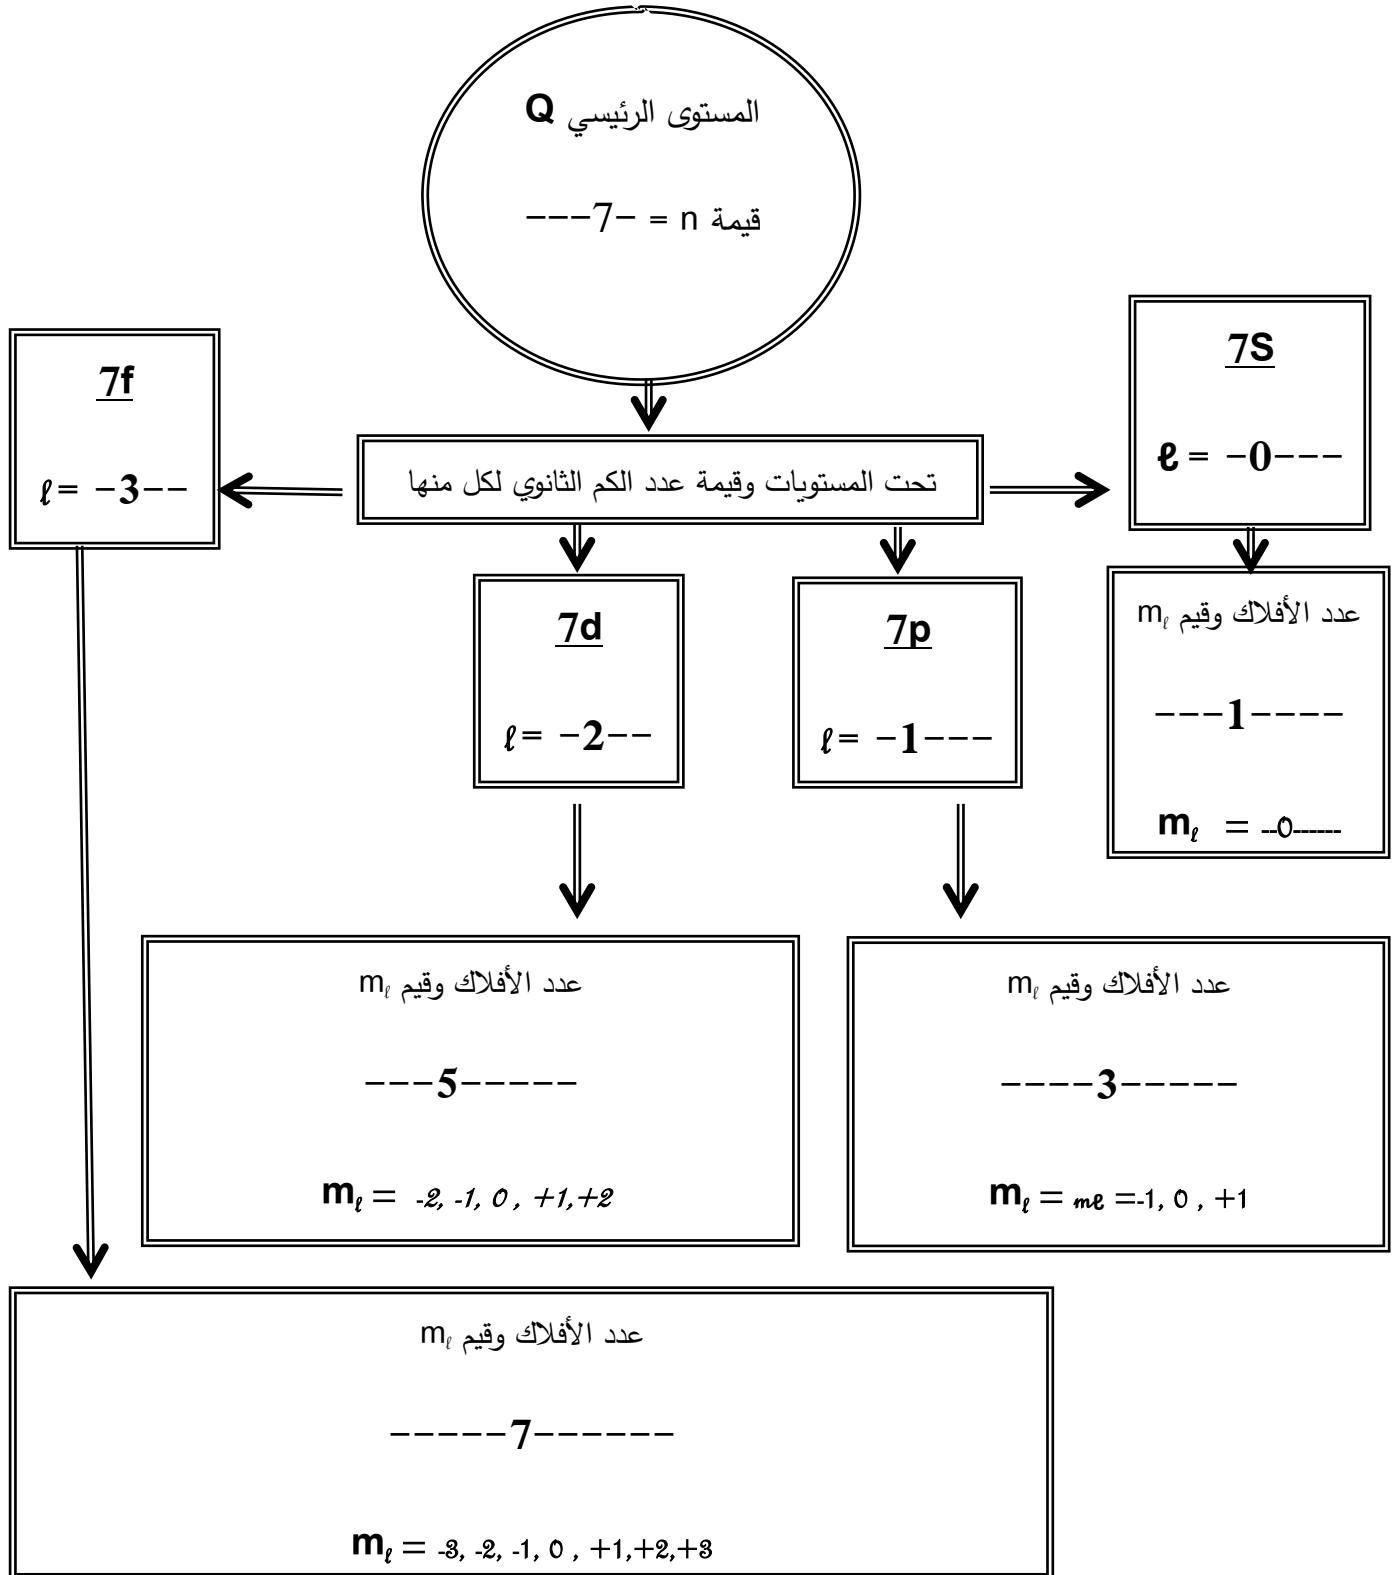 المستوى الرئيسي Q
قيمة n = -7---
7S
ℓ = -0---
7f
ℓ = -3--
تحت المستويات وقيمة عدد الكم الثانوي لكل منها
7p
ℓ = -1---
7d
ℓ = -2--
عدد الأفلاك وقيم mℓ
---1----
mℓ = --0------
عدد الأفلاك وقيم mℓ
----3-----
mℓ = mℓ =-1, 0 , +1
عدد الأفلاك وقيم mℓ
---5-----
mℓ = -2, -1, 0 , +1,+2
عدد الأفلاك وقيم mℓ
-----7------
mℓ = -3, -2, -1, 0 , +1,+2,+3